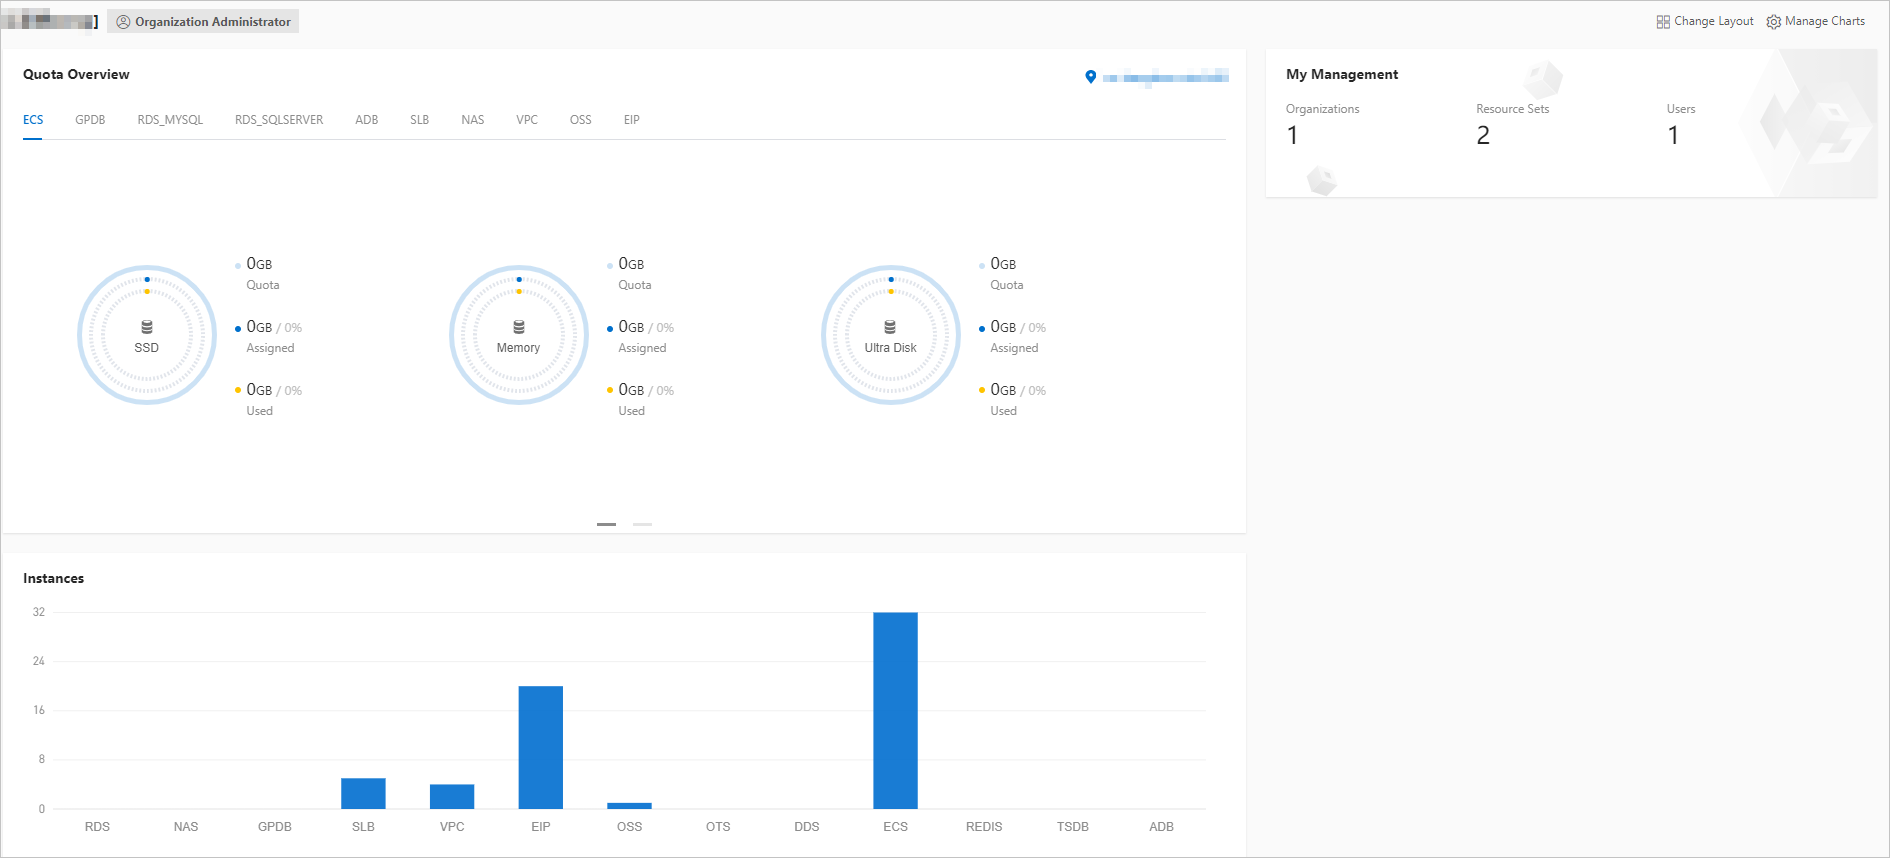 ] Organization Administrator
Change Layout Manage Charts
Quota Overview
ECS GPDB RDS_MYSQL RDS_SQLSERVER ADB SLB NAS VPC OSS EIP
SSD
0GB
Quota
0GB / 0%
Assigned
0GB / 0%
Used
Memory
0GB
Quota
0GB / 0%
Assigned
0GB / 0%
Used
Ultra Disk
0GB
Quota
0GB / 0%
Assigned
0GB / 0%
Used
My Management
Organizations Resource Sets Users
1 2 1
Instances
32
24
16
8
0
RDS NAS GPDB SLB VPC EIP OSS OTS DDS ECS REDIS TSDB ADB